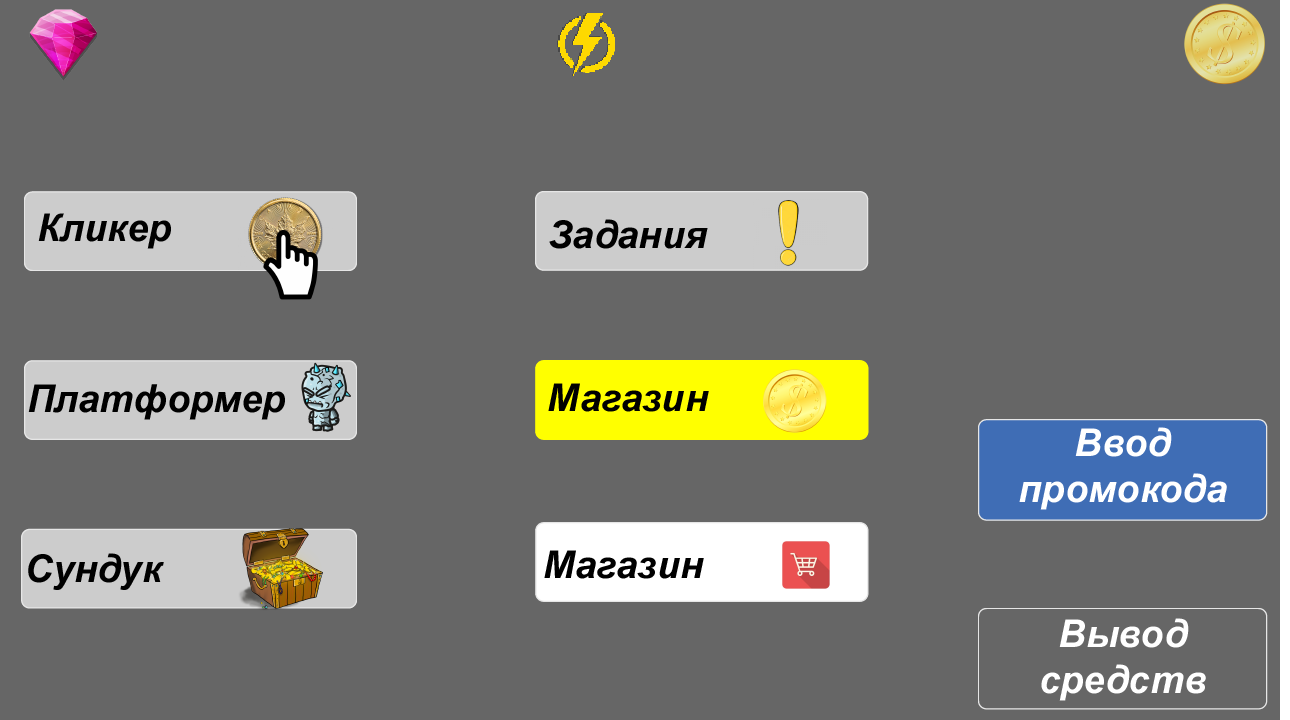 Кликер
Задания
Платформер
Магазин
Ввод
промокода
Сундук
Магазин
Вывод
средств